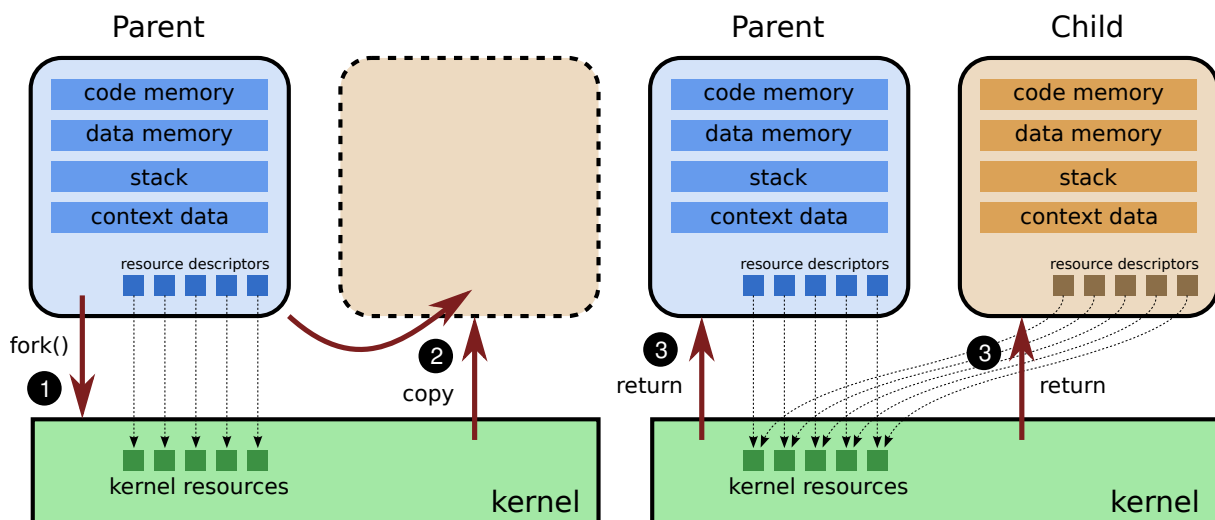 Parent
code memory
data memory
stack
context data
resource descriptors
fork()
1
2
copy
kernel resources
kernel
Parent
Child
code memory
data memory
stack
context data
resource descriptors
code memory
data memory
stack
context data
resource descriptors
3
return
3
return
kernel resources
kernel